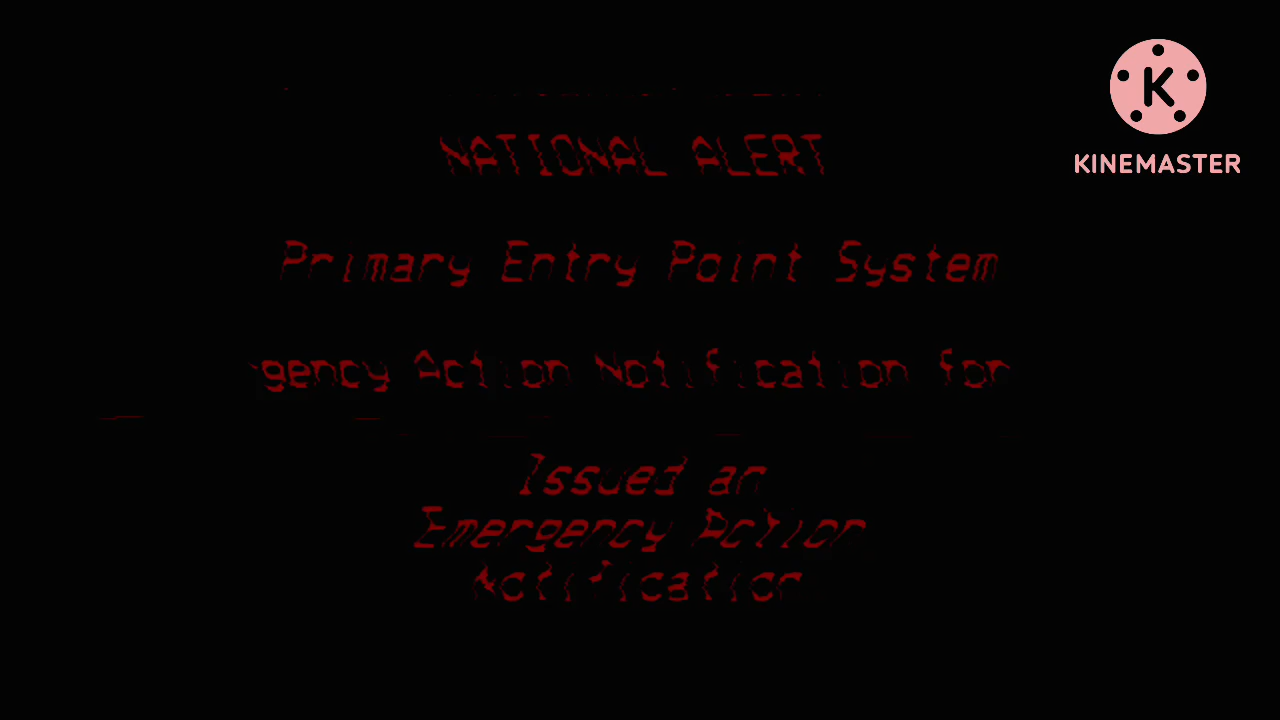 NATIONAL ALERT
KINEMASTER
Primary Entry Point System
gency Action Notification for
Issued an
Emergency Action
Notification